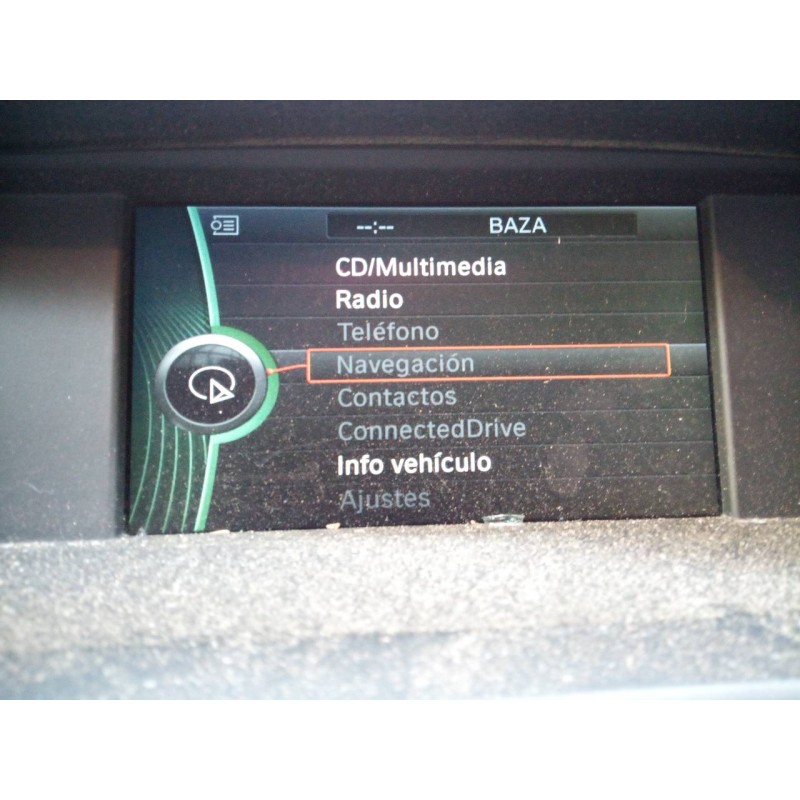 --:-- BAZA
CD/Multimedia
Radio
Teléfono
Navegación
Contactos
ConnectedDrive
Info vehículo
Ajustes